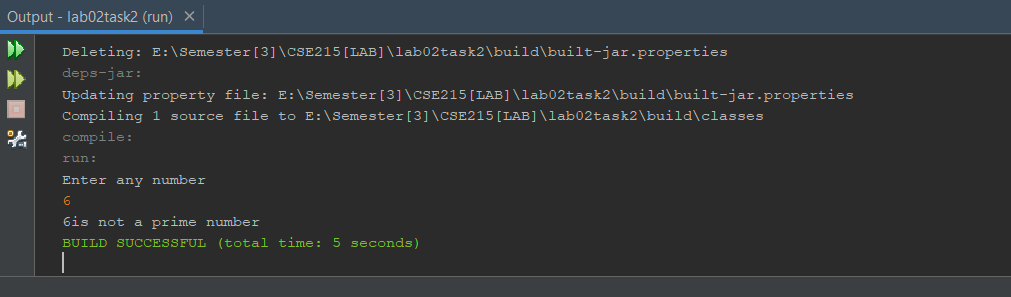 Output - lab02task2 (run) ×
Deleting: E:\Semester[3]\CSE215[LAB]\lab02task2\build\built-jar.properties
deps-jar:
Updating property file: E:\Semester[3]\CSE215[LAB]\lab02task2\build\built-jar.properties
Compiling 1 source file to E:\Semester[3]\CSE215[LAB]\lab02task2\build\classes
compile:
run:
Enter any number
6
6is not a prime number
BUILD SUCCESSFUL (total time: 5 seconds)